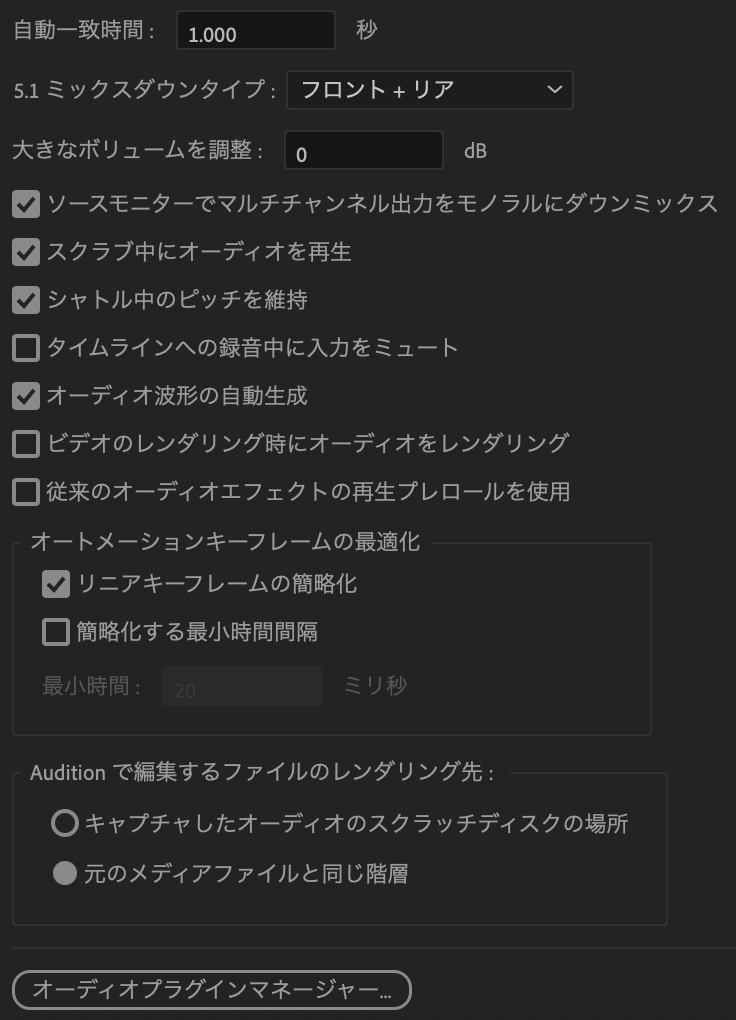 自動一致時間 : 1.000 秒
5.1 ミックスダウンタイプ : フロント + リア
大きなボリュームを調整 : 0 dB
ソースモニターでマルチチャンネル出力をモノラルにダウンミックス
スクラブ中にオーディオを再生
シャトル中のピッチを維持
タイムラインへの録音中に入力をミュート
オーディオ波形の自動生成
ビデオのレンダリング時にオーディオをレンダリング
従来のオーディオエフェクトの再生プレロールを使用
オートメーションキーフレームの最適化
リニアキーフレームの簡略化
簡略化する最小時間間隔
最小時間 : 20 ミリ秒
Audition で編集するファイルのレンダリング先 :
キャプチャしたオーディオのスクラッチディスクの場所
元のメディアファイルと同じ階層
オーディオプラグインマネージャー...